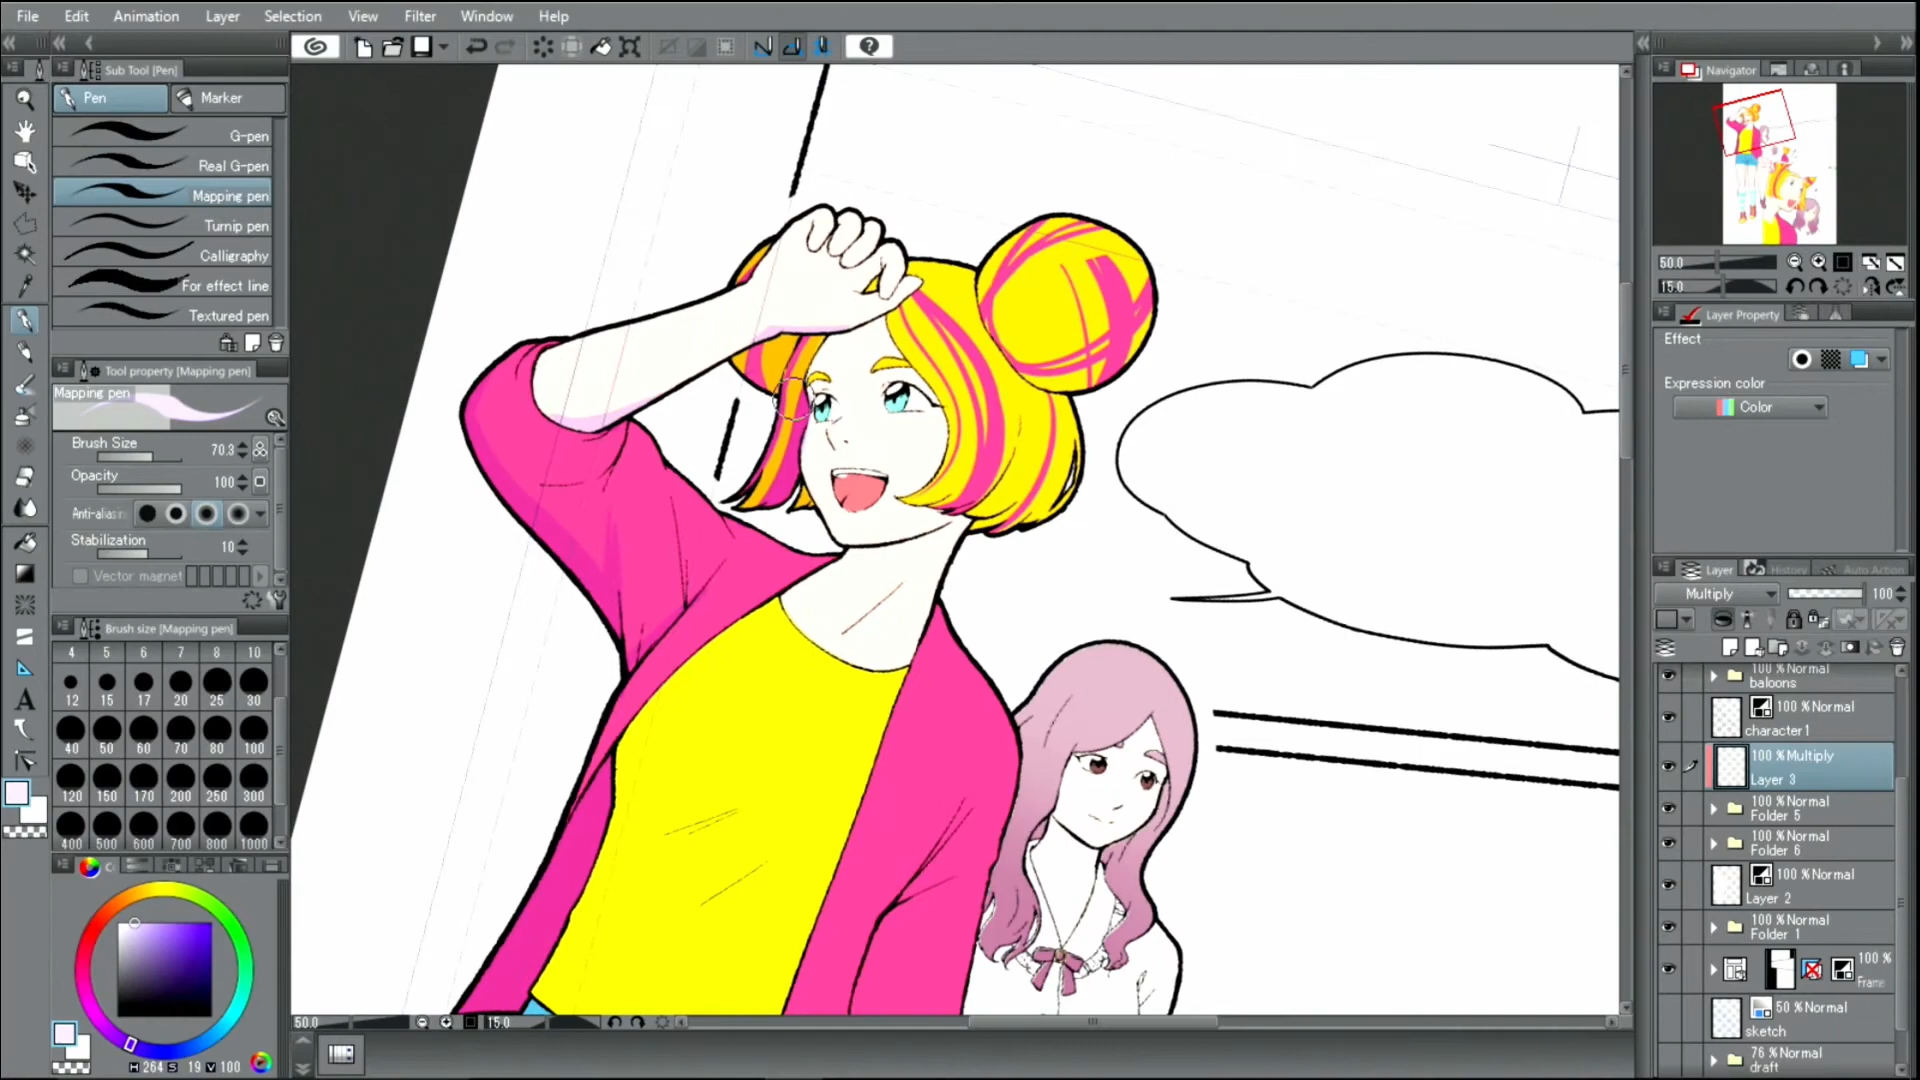 File Edit Animation Layer Selection View Filter Window Help
Sub Tool [Pen]
Pen Marker
G-pen
Real G-pen
Mapping pen
Turnip pen
Calligraphy
For effect line
Textured pen
Tool property [Mapping pen]
Mapping pen
Brush Size 70.3
Opacity 100
Anti-aliasin
Stabilization 10
Vector magnet
Brush size [Mapping pen]
4 5 6 7 8 10
12 15 17 20 25 30
40 50 60 70 80 100
120 150 170 200 250 300
400 500 600 700 800 1000
H 264 S 19 V 100
50.0 15.0
Navigator
50.0
15.0
Layer Property
Effect
Expression color
Color
Layer History Auto Action
Multiply 100
100 %Normal
baloons
100 %Normal
character1
100 %Multiply
Layer 3
100 %Normal
Folder 5
100 %Normal
Folder 6
100 %Normal
Layer 2
100 %Normal
Folder 1
100 %
Frame
50 %Normal
sketch
76 %Normal
draft